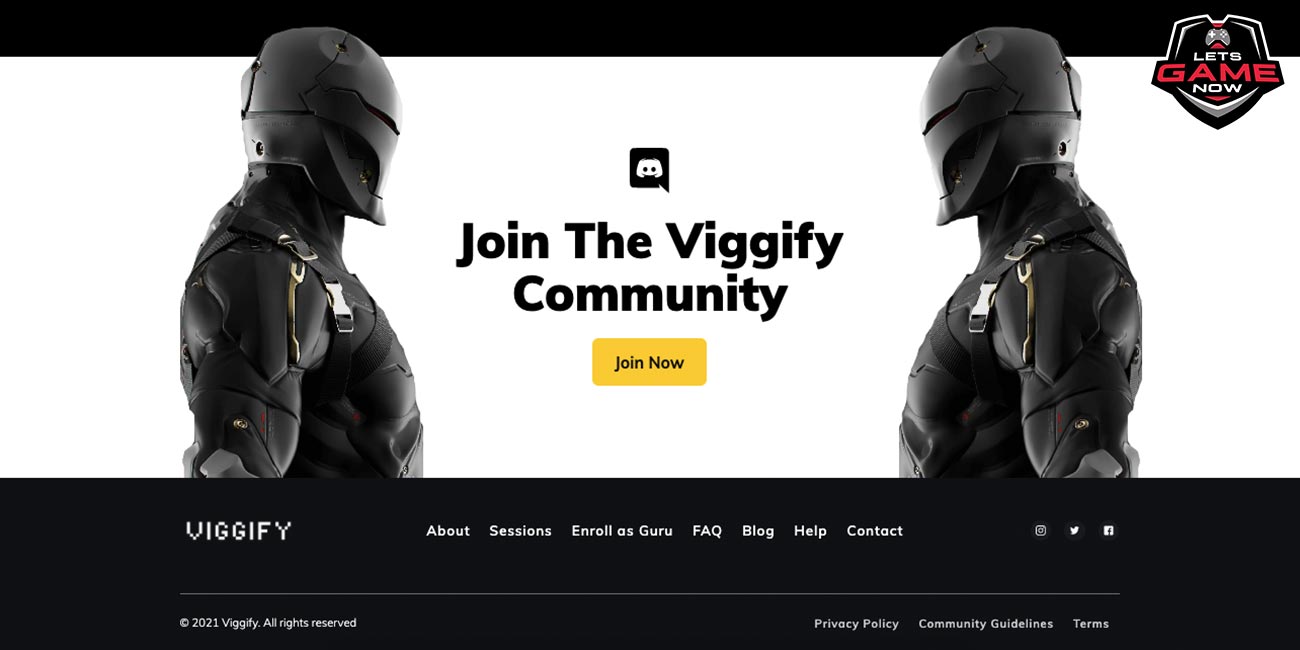 LETS
GAME
NOW
Join The Viggify
Community
Join Now
VIGGIFY
About Sessions Enroll as Guru FAQ Blog Help Contact
© 2021 Viggify. All rights reserved
Privacy Policy Community Guidelines Terms